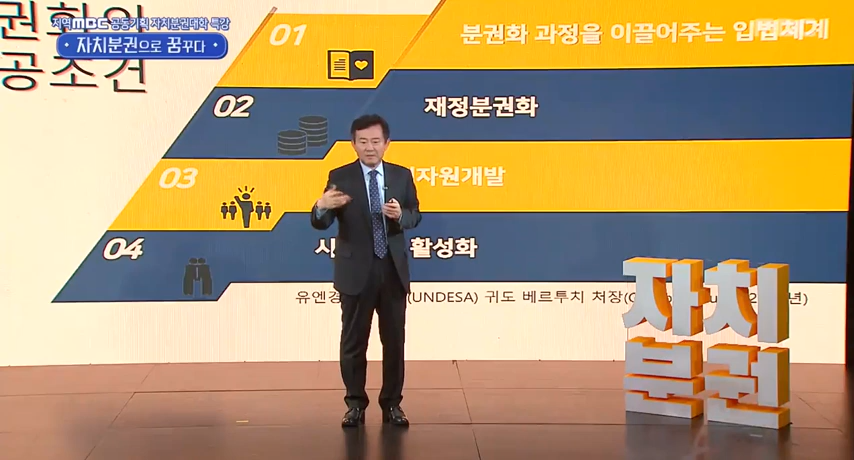 지역MBC 공동기획 자치분권대학 특강
자치분권으로 꿈꾸다
권화의
공조건
01
분권화 과정을 이끌어주는 입법체계
02
재정분권화
03
자원개발
04
활성화
(UNDESA) 귀도 베르투치 처장
자치
분권